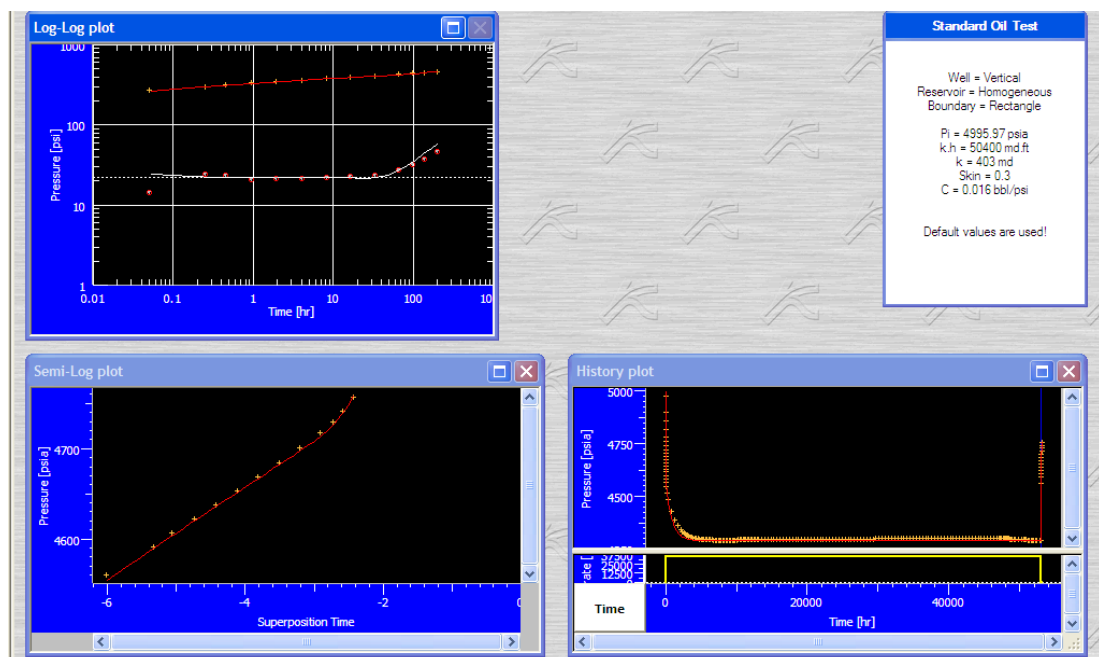 Log-Log plot
1000
100
10
1
Pressure [psi]
0.01 0.1 1 10 100
Time [hr]
Standard Oil Test
Well = Vertical
Reservoir = Homogeneous
Boundary = Rectangle
Pi = 4995.97 psia
k.h = 50400 md.ft
k = 403 md
Skin = 0.3
C = 0.016 bbl/psi
Default values are used!
Semi-Log plot
4700
4600
Pressure [psia]
-6 -4 -2
Superposition Time
History plot
5000
4750
4500
Pressure [psia]
37500
25000
12500
Time
0 20000 40000
Time [hr]